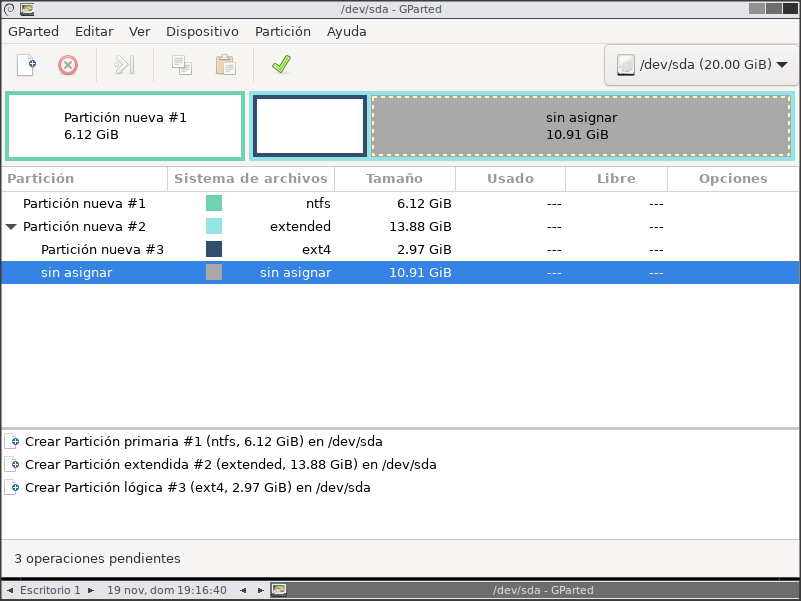 /dev/sda - GParted
GParted Editar Ver Dispositivo Partición Ayuda
/dev/sda (20.00 GiB)
Partición nueva #1
6.12 GiB
sin asignar
10.91 GiB
Partición Sistema de archivos Tamaño Usado Libre Opciones
Partición nueva #1 ntfs 6.12 GiB --- ---
Partición nueva #2 extended 13.88 GiB --- ---
Partición nueva #3 ext4 2.97 GiB --- ---
sin asignar sin asignar 10.91 GiB --- ---
Crear Partición primaria #1 (ntfs, 6.12 GiB) en /dev/sda
Crear Partición extendida #2 (extended, 13.88 GiB) en /dev/sda
Crear Partición lógica #3 (ext4, 2.97 GiB) en /dev/sda
3 operaciones pendientes
Escritorio 1 19 nov, dom 19:16:40 /dev/sda - GParted